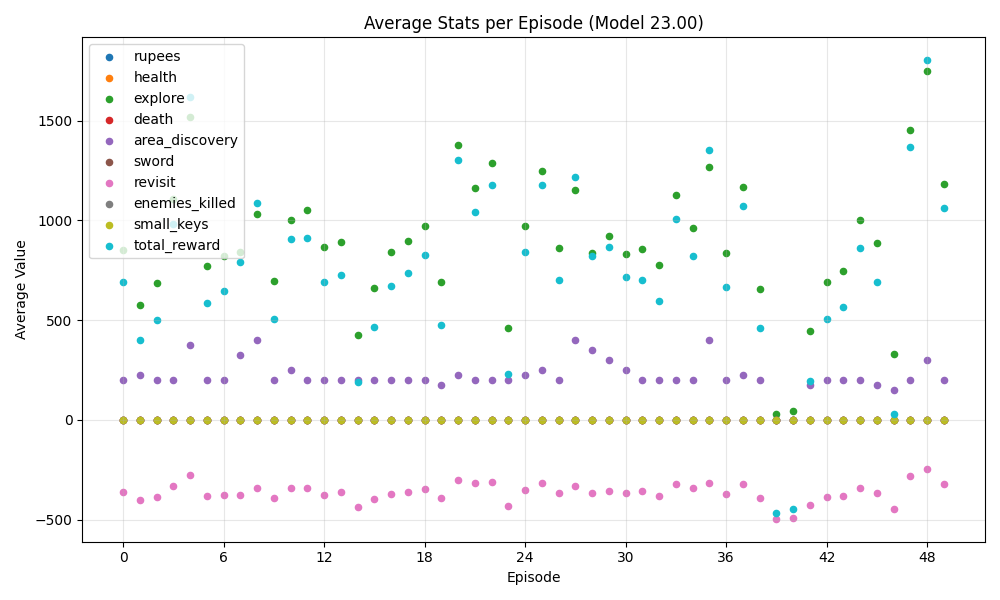 Average Stats per Episode (Model 23.00)
rupees
health
explore
death
area_discovery
sword
revisit
enemies_killed
small_keys
total_reward
Average Value
1500
1000
500
0
−500
0 6 12 18 24 30 36 42 48
Episode